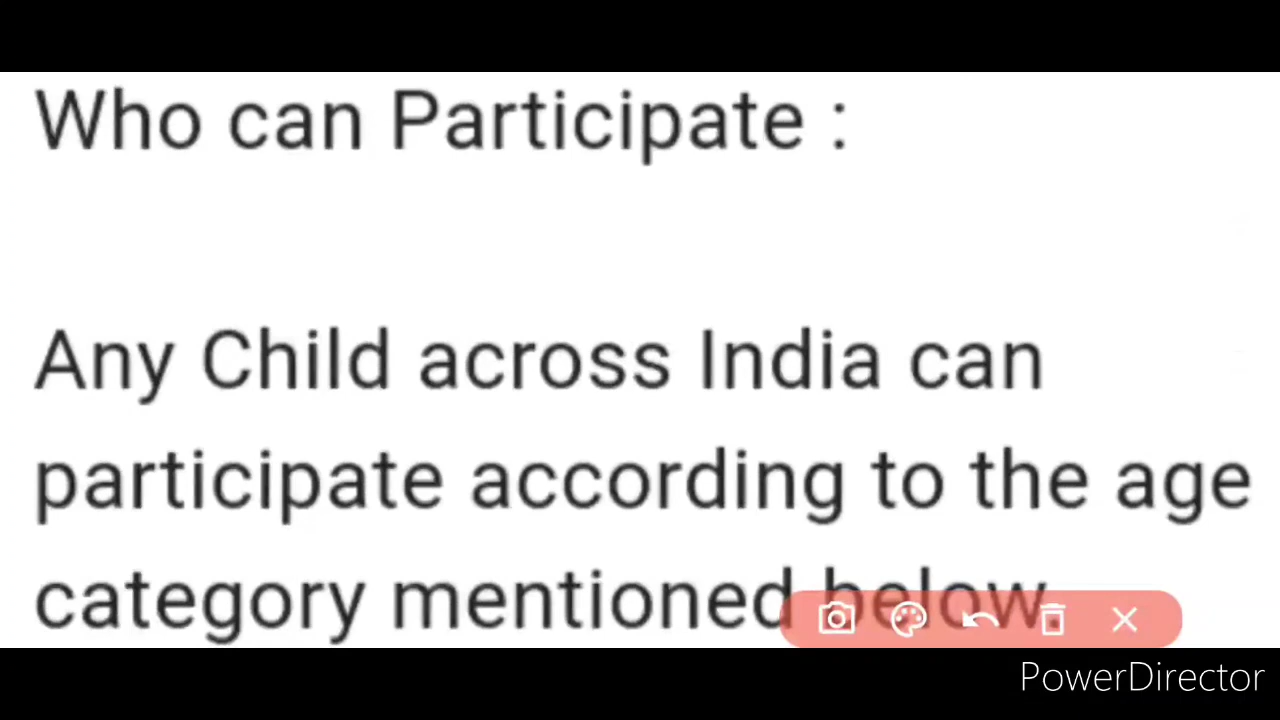 Who can Participate :
Any Child across India can
participate according to the age
category mentioned below.
PowerDirector